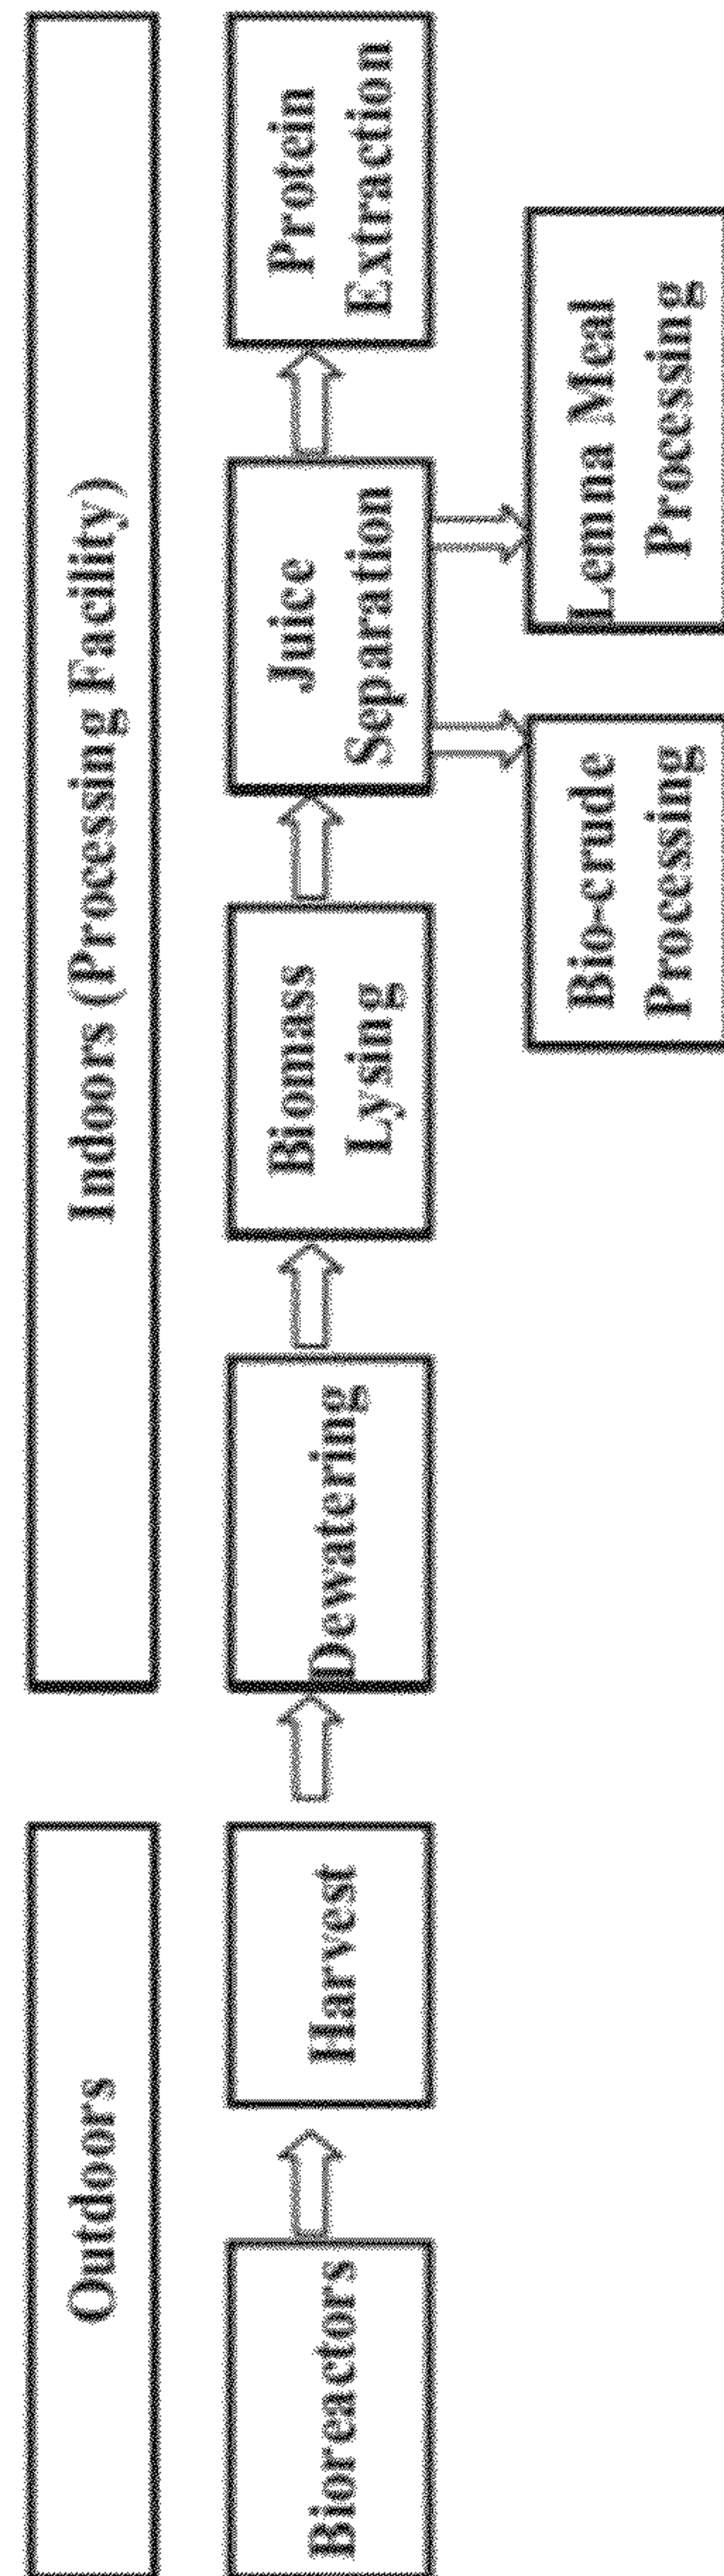 Outdoors
Indoors (Processing Facility)
Bioreactors
Harvest
Dewatering
Biomass
Lysing
Juice
Separation
Protein
Extraction
Bio-crude
Processing
Lemna Meal
Processing